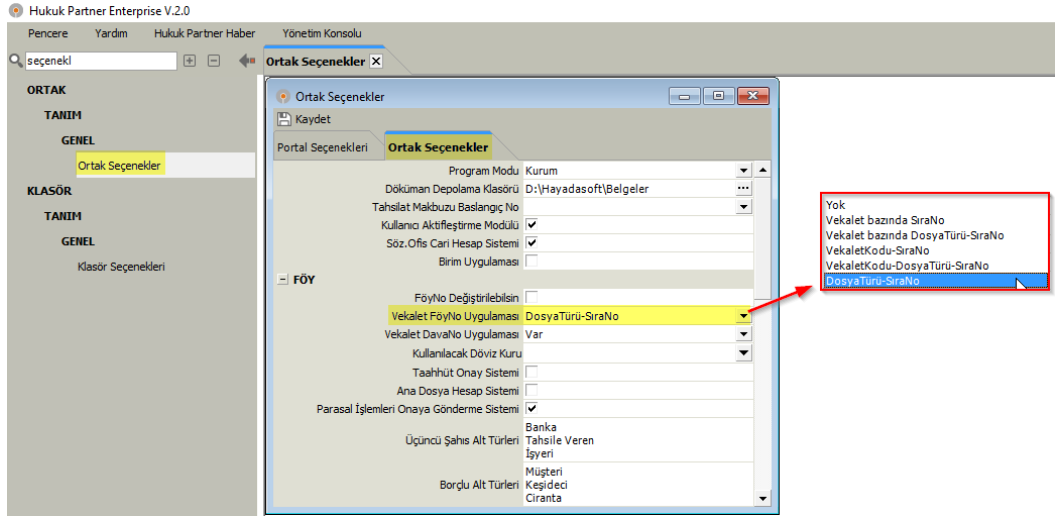 Hukuk Partner Enterprise V.2.0
Pencere Yardım Hukuk Partner Haber Yönetim Konsolu
seçenekl
Ortak Seçenekler
ORTAK
TANIM
GENEL
Ortak Seçenekler
KLASÖR
TANIM
GENEL
Klasör Seçenekleri
Ortak Seçenekler
Kaydet
Portal Seçenekleri Ortak Seçenekler
Program Modu Kurum
Döküman Depolama Klasörü D:\Hayadasoft\Belgeler
Tahsilat Makbuzu Baslangıç No
Kullanıcı Aktifleştirme Modülü
Söz.Ofis Cari Hesap Sistemi
Birim Uygulaması
FÖY
FöyNo Değiştirilebilsin
Vekalet FöyNo Uygulaması DosyaTürü-SıraNo
Vekalet DavaNo Uygulaması Var
Kullanılacak Döviz Kuru
Taahhüt Onay Sistemi
Ana Dosya Hesap Sistemi
Parasal İşlemleri Onaya Gönderme Sistemi
Banka
Üçüncü Şahıs Alt Türleri Tahsile Veren
İşyeri
Müşteri
Borçlu Alt Türleri Keşideci
Ciranta
Yok
Vekalet bazında SıraNo
Vekalet bazında DosyaTürü-SıraNo
VekaletKodu-SıraNo
VekaletKodu-DosyaTürü-SıraNo
DosyaTürü-SıraNo